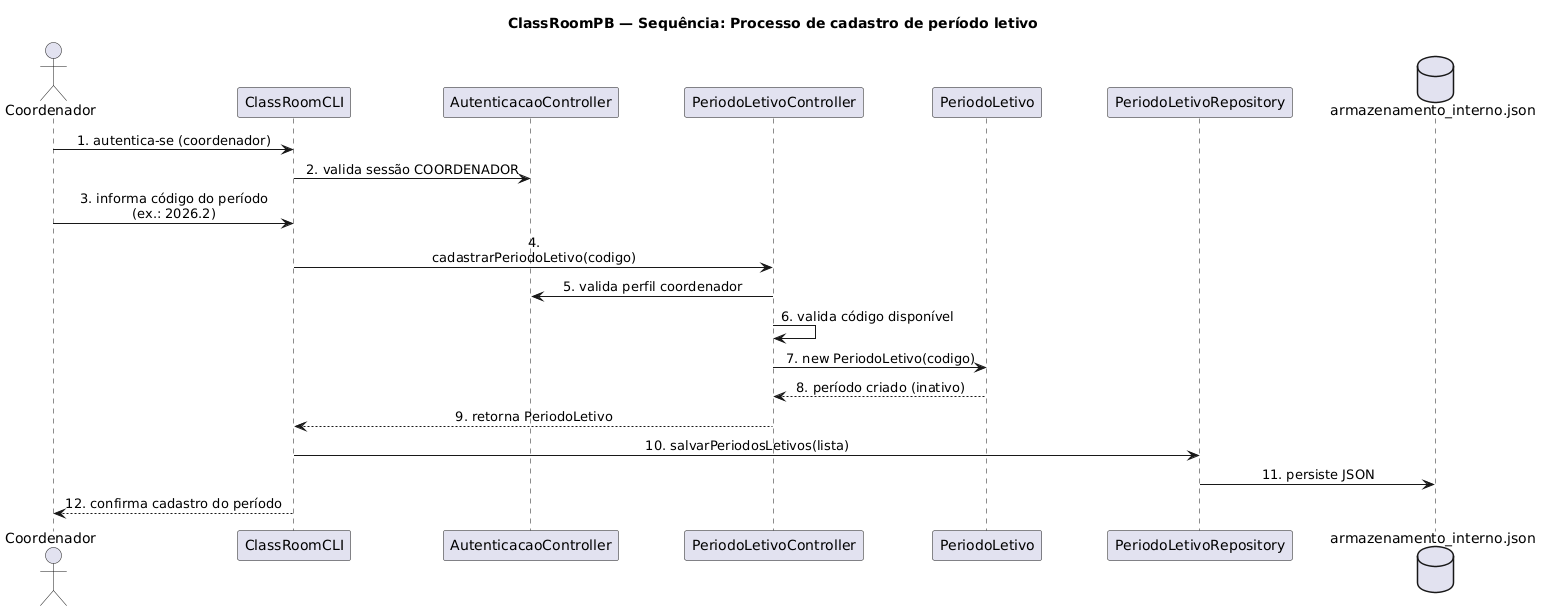 ClassRoomPB — Sequência: Processo de cadastro de período letivo
Coordenador
ClassRoomCLI
AutenticacaoController
PeriodoLetivoController
PeriodoLetivo
PeriodoLetivoRepository
armazenamento_interno.json
1. autentica-se (coordenador)
2. valida sessão COORDENADOR
3. informa código do período
(ex.: 2026.2)
4.
cadastrarPeriodoLetivo(codigo)
5. valida perfil coordenador
6. valida código disponível
7. new PeriodoLetivo(codigo)
8. período criado (inativo)
9. retorna PeriodoLetivo
10. salvarPeriodosLetivos(lista)
11. persiste JSON
12. confirma cadastro do período
Coordenador
ClassRoomCLI
AutenticacaoController
PeriodoLetivoController
PeriodoLetivo
PeriodoLetivoRepository
armazenamento_interno.json